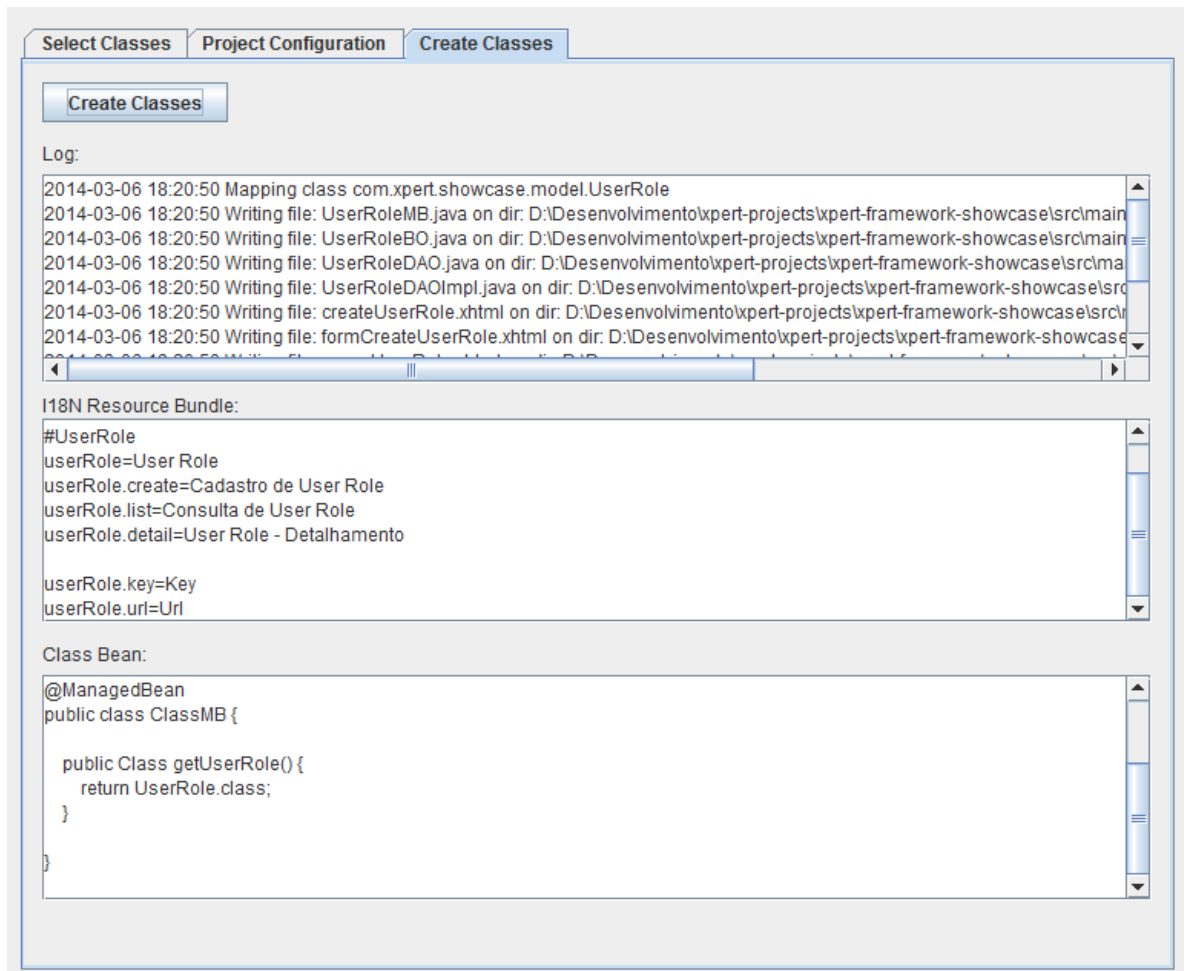 Select Classes Project Configuration Create Classes
Create Classes
Log:
2014-03-06 18:20:50 Mapping class com.xpert.showcase.model.UserRole
2014-03-06 18:20:50 Writing file: UserRoleMB.java on dir: D:\Desenvolvimento\xpert-projects\xpert-framework-showcase\src\main
2014-03-06 18:20:50 Writing file: UserRoleBO.java on dir: D:\Desenvolvimento\xpert-projects\xpert-framework-showcase\src\main
2014-03-06 18:20:50 Writing file: UserRoleDAO.java on dir: D:\Desenvolvimento\xpert-projects\xpert-framework-showcase\src\mai
2014-03-06 18:20:50 Writing file: UserRoleDAOImpl.java on dir: D:\Desenvolvimento\xpert-projects\xpert-framework-showcase\src
2014-03-06 18:20:50 Writing file: createUserRole.xhtml on dir: D:\Desenvolvimento\xpert-projects\xpert-framework-showcase\src\
2014-03-06 18:20:50 Writing file: formCreateUserRole.xhtml on dir: D:\Desenvolvimento\xpert-projects\xpert-framework-showcase
I18N Resource Bundle:
#UserRole
userRole=User Role
userRole.create=Cadastro de User Role
userRole.list=Consulta de User Role
userRole.detail=User Role - Detalhamento
userRole.key=Key
userRole.url=Url
Class Bean:
@ManagedBean
public class ClassMB {
public Class getUserRole() {
return UserRole.class;
}
}